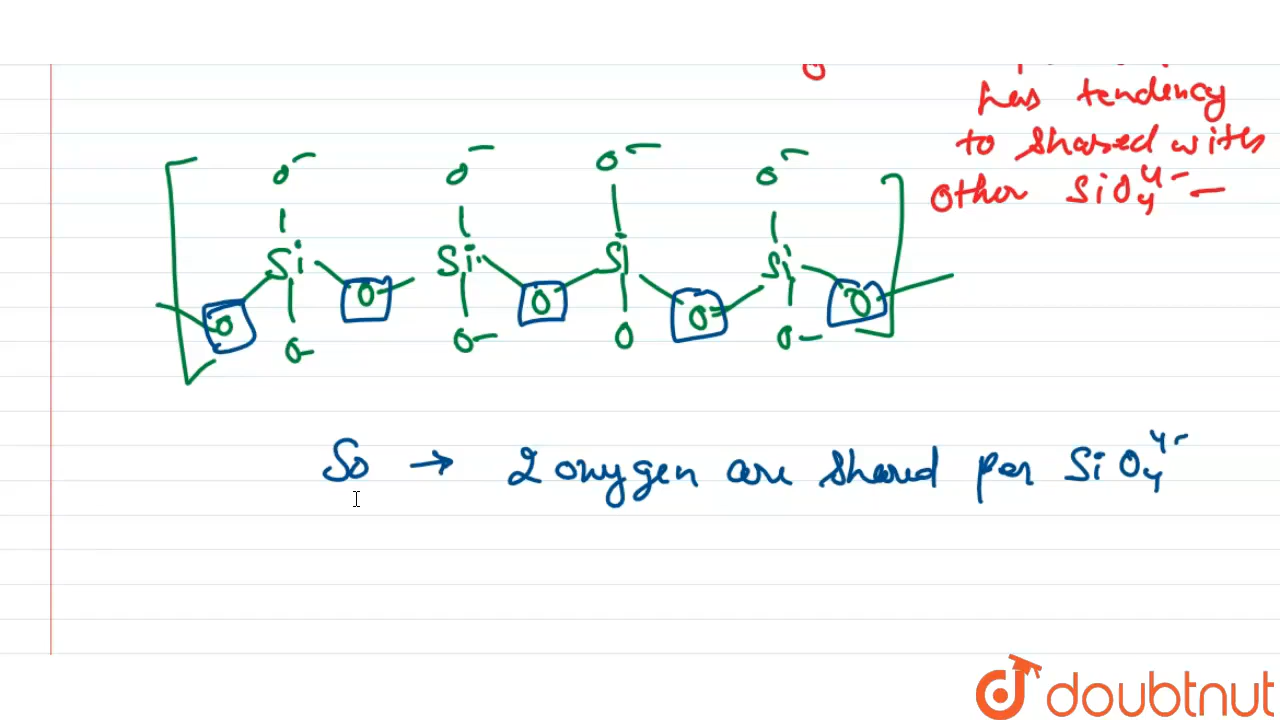 has tendency
to shared with
other SiO₄⁴⁻ –
O⁻ O⁻ O⁻ O⁻
Si Si Si Si
O O O O O
O- O- O O-
So → 2 oxygen are shared per SiO₄⁴⁻
doubtnut